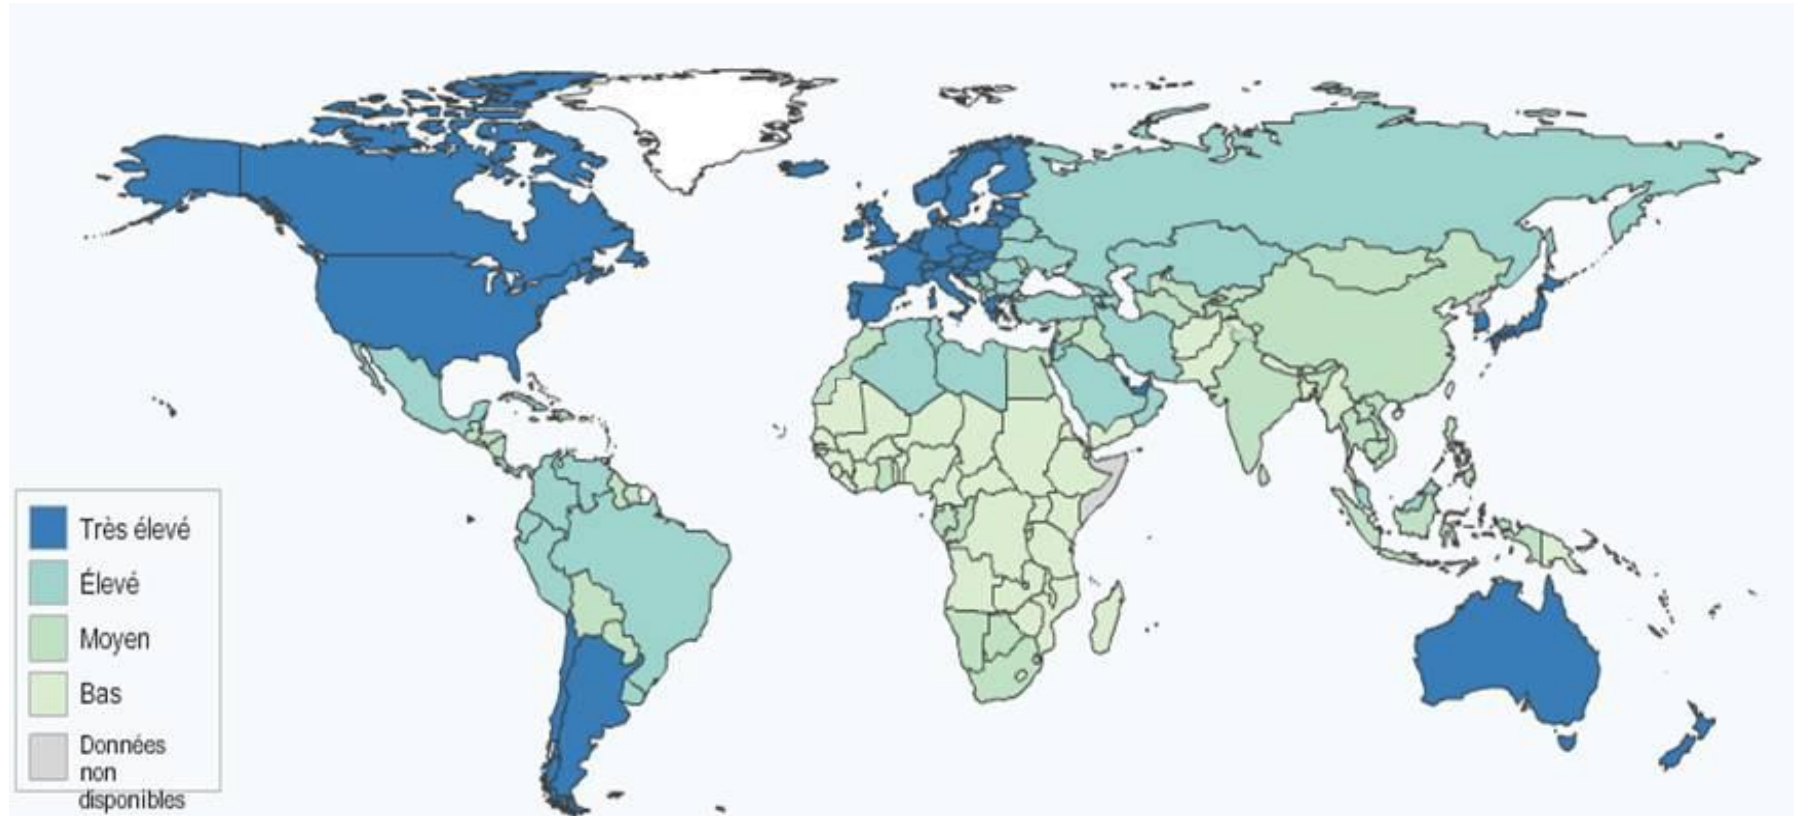 Très élevé
Élevé
Moyen
Bas
Données
non
disponibles